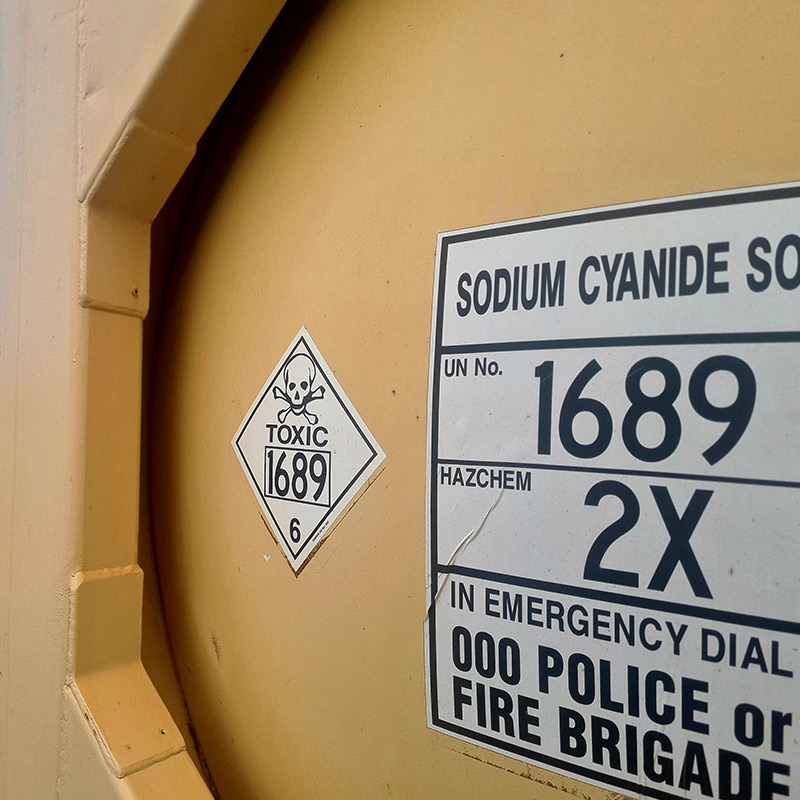 TOXIC
1689
6
SODIUM CYANIDE SO
UN No.
1689
HAZCHEM
2X
IN EMERGENCY DIAL
000 POLICE or
FIRE BRIGADE